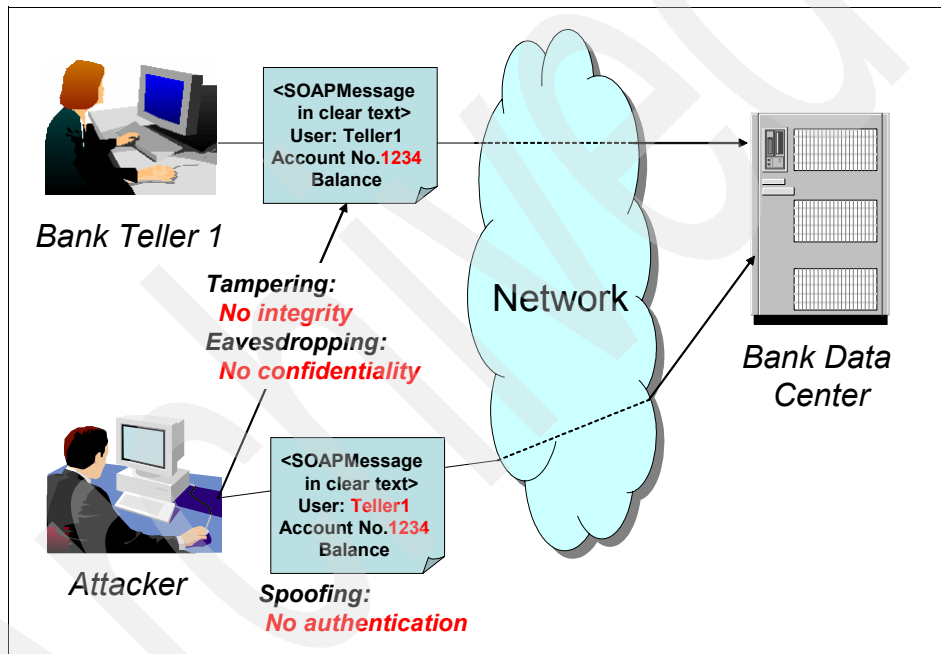 <SOAPMessage
in clear text>
User: Teller1
Account No.1234
Balance
Bank Teller 1
Tampering:
No integrity
Eavesdropping:
No confidentiality
Network
Bank Data
Center
<SOAPMessage
in clear text>
User: Teller1
Account No.1234
Balance
Attacker
Spoofing:
No authentication